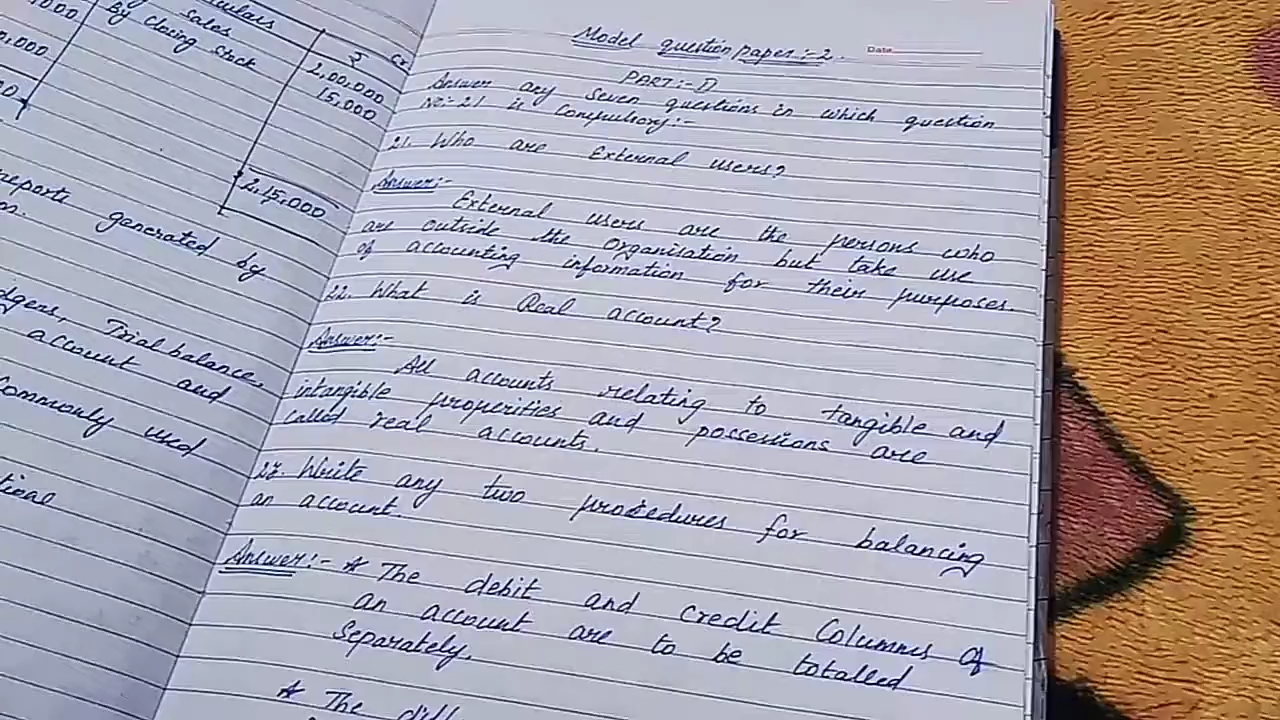 culars
₹
Cr
Sales
2,00,000
By Closing Stock
15,000
2,15,000
reports generated by
dgers, Trial balance,
account and
Commonly used
tical
Model question paper:-2.
Date
PART:- D
Answer any Seven questions in which question
No:-21 is Compulsory:-
21. Who are External users?
Answer:-
External users are the persons who
are outside the organisation but take use
of accounting information for their purposes.
22. What is Real account?
Answer:-
All accounts relating to tangible and
intangible properities and possessions are
called real accounts.
23. Write any two procedures for balancing
an account.
Answer:- * The debit and credit Columns of
an account are to be totalled
Separately.
* The